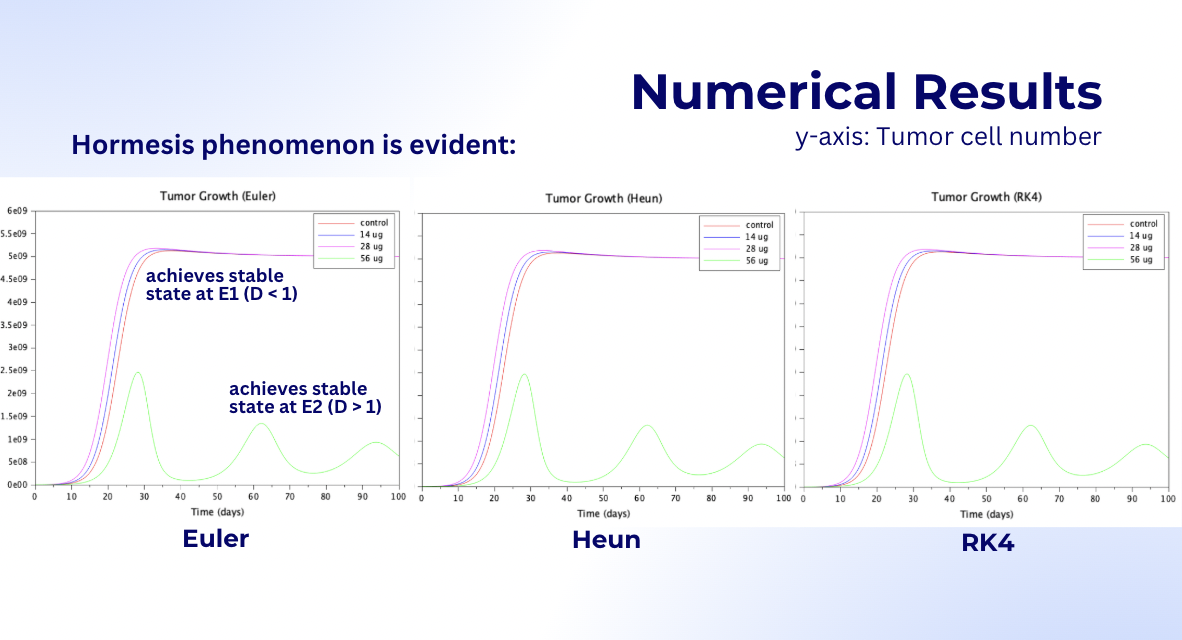 Numerical Results
y-axis: Tumor cell number
Hormesis phenomenon is evident:
Tumor Growth (Euler)
6e09
5.5e09
5e09
4.5e09
4e09
3.5e09
3e09
2.5e09
2e09
1.5e09
1e09
5e08
0e00
control
14 ug
28 ug
56 ug
achieves stable
state at E1 (D < 1)
achieves stable
state at E2 (D > 1)
0 10 20 30 40 50 60 70 80 90 100
Time (days)
Euler
Tumor Growth (Heun)
control
14 ug
28 ug
56 ug
0 10 20 30 40 50 60 70 80 90 100
Time (days)
Heun
Tumor Growth (RK4)
control
14 ug
28 ug
56 ug
0 10 20 30 40 50 60 70 80 90 100
Time (days)
RK4